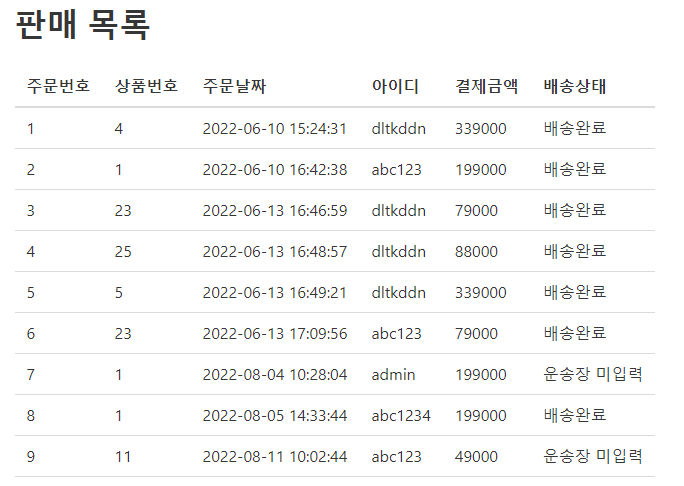 판매 목록
주문번호 상품번호 주문날짜 아이디 결제금액 배송상태
1 4 2022-06-10 15:24:31 dltkddn 339000 배송완료
2 1 2022-06-10 16:42:38 abc123 199000 배송완료
3 23 2022-06-13 16:46:59 dltkddn 79000 배송완료
4 25 2022-06-13 16:48:57 dltkddn 88000 배송완료
5 5 2022-06-13 16:49:21 dltkddn 339000 배송완료
6 23 2022-06-13 17:09:56 abc123 79000 배송완료
7 1 2022-08-04 10:28:04 admin 199000 운송장 미입력
8 1 2022-08-05 14:33:44 abc1234 199000 배송완료
9 11 2022-08-11 10:02:44 abc123 49000 운송장 미입력